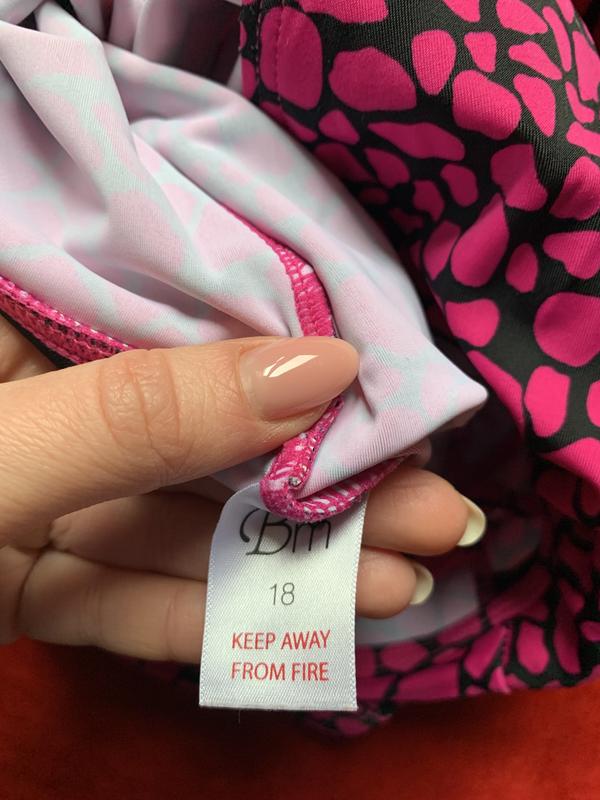 Bm
18
KEEP AWAY
FROM FIRE